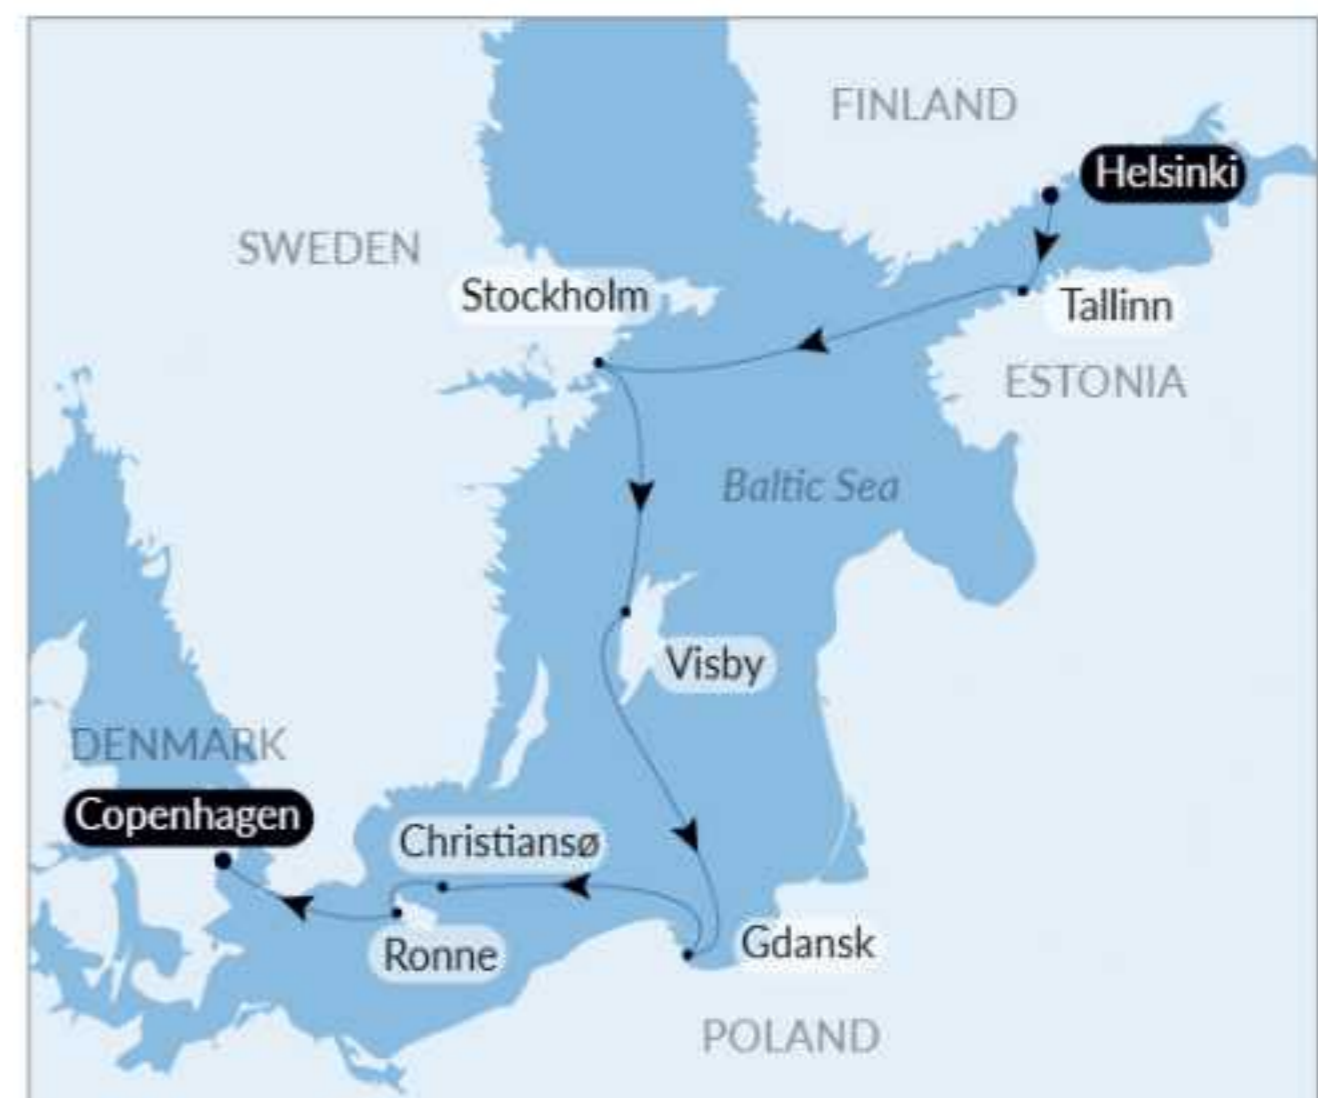 FINLAND
Helsinki
SWEDEN
Stockholm
Tallinn
ESTONIA
Baltic Sea
Visby
DENMARK
Copenhagen
Christiansø
Ronne
Gdansk
POLAND